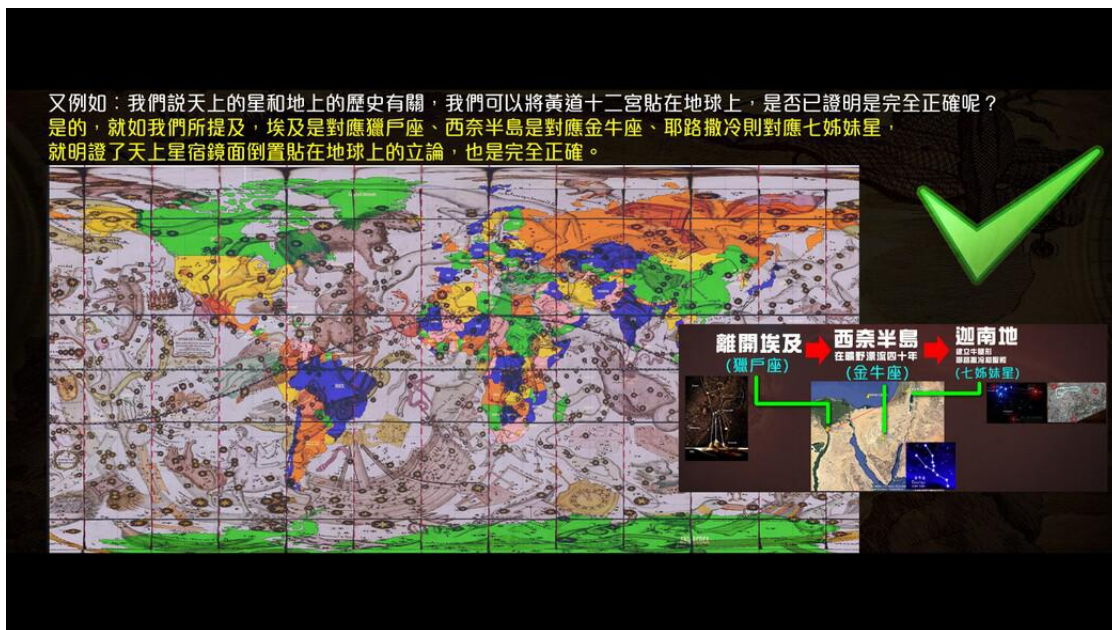 又例如：我們說天上的星和地上的歷史有關，我們可以將黃道十二宮貼在地球上，是否已證明是完全正確呢？
是的，就如我們所提及，埃及是對應獵戶座、西奈半島是對應金牛座、耶路撒冷則對應七姊妹星，
就明證了天上星宿鏡面倒置貼在地球上的立論，也是完全正確。
離開埃及
(獵戶座)
西奈半島
在曠野漂流四十年
(金牛座)
迦南地
(七姊妹星)